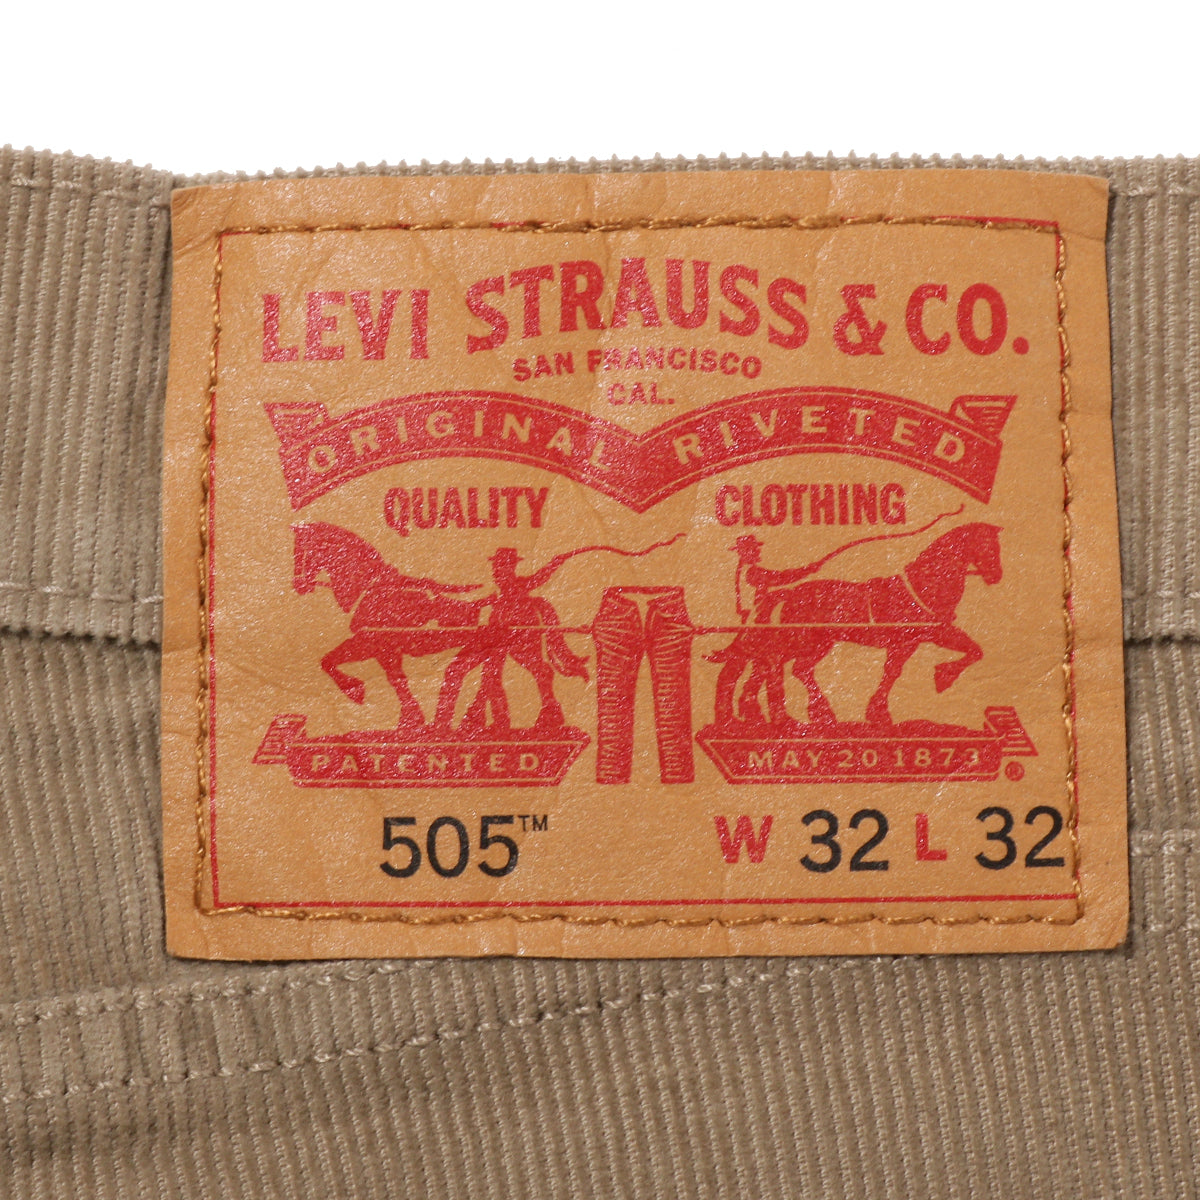 LEVI STRAUSS & CO.
SAN FRANCISCO
CAL.
ORIGINAL RIVETED
QUALITY CLOTHING
PATENTED MAY 20 1873 ®
505™ W 32 L 32